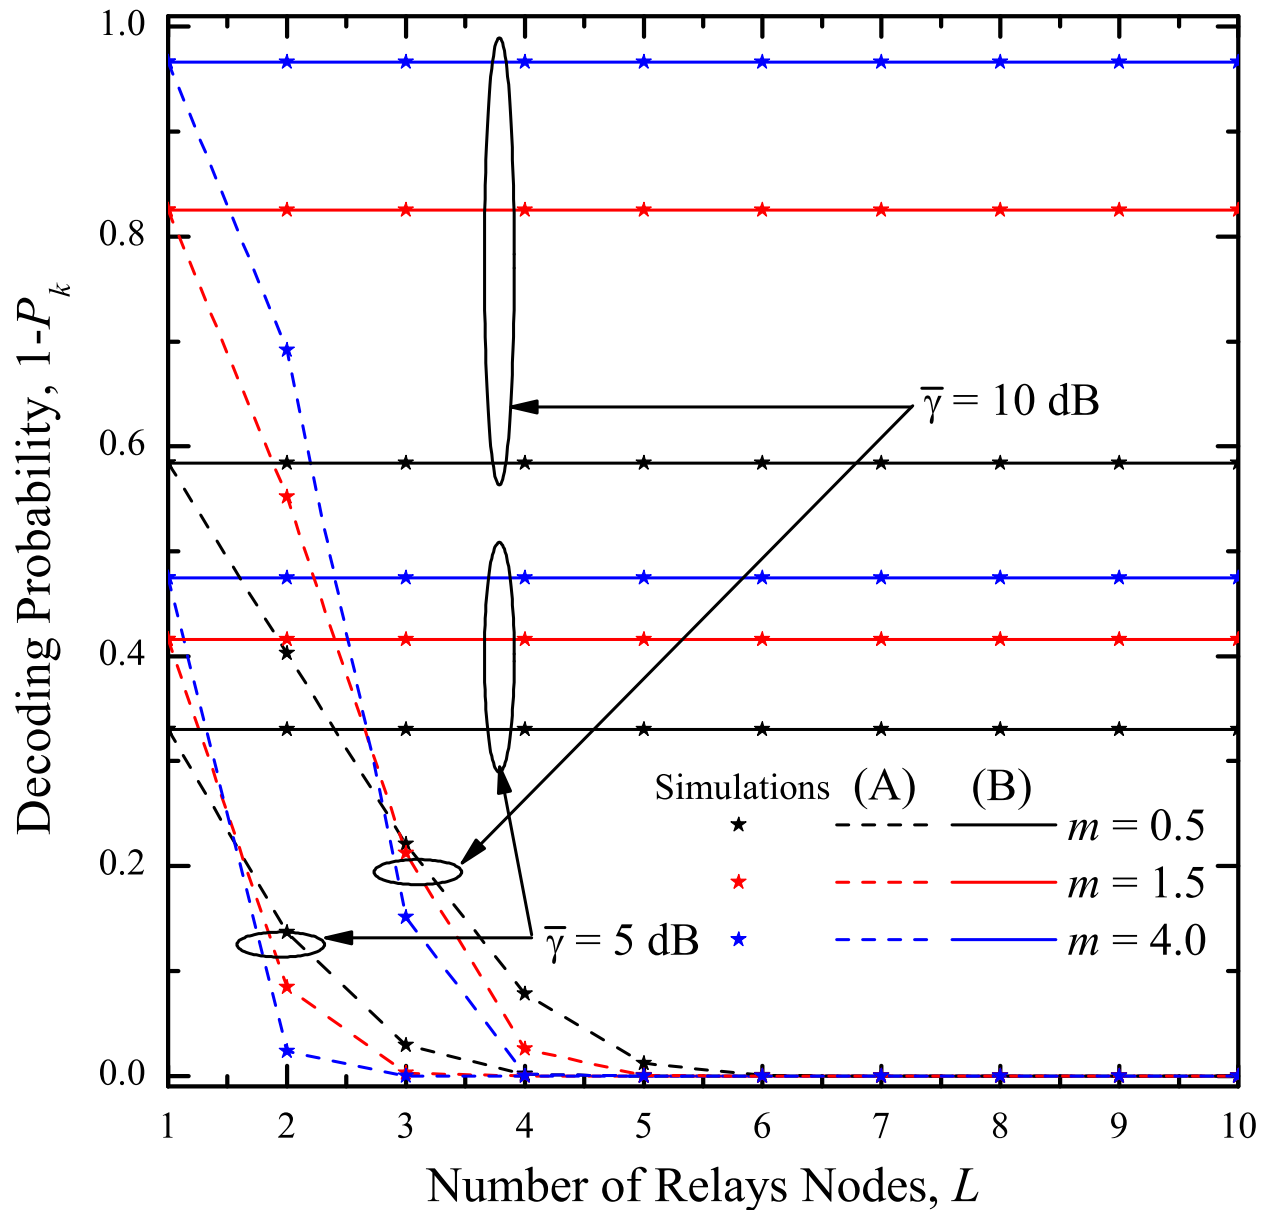 1.0
0.8
0.6
0.4
0.2
0.0
Decoding Probability, 1-P_k
γ̅ = 10 dB
Simulations (A) (B)
m = 0.5
m = 1.5
γ̅ = 5 dB
m = 4.0
1 2 3 4 5 6 7 8 9 10
Number of Relays Nodes, L